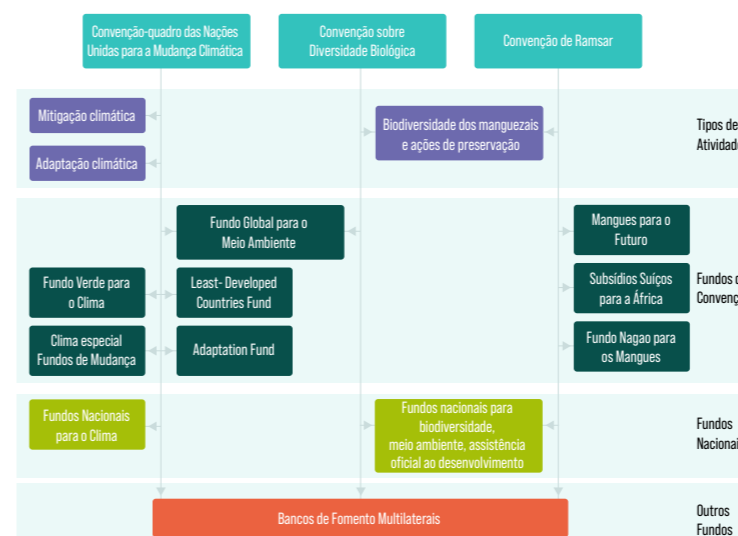 Convenção-quadro das Nações
Unidas para a Mudança Climática
Convenção sobre
Diversidade Biológica
Convenção de Ramsar
Mitigação climática
Adaptação climática
Biodiversidade dos manguezais
e ações de preservação
Tipos de
Atividad
Fundo Global para o
Meio Ambiente
Mangues para o
Futuro
Fundo Verde para
o Clima
Least- Developed
Countries Fund
Subsídios Suíços
para a África
Fundos d
Convenç
Clima especial
Fundos de Mudança
Adaptation Fund
Fundo Nagao para
os Mangues
Fundos Nacionais
para o Clima
Fundos nacionais para
biodiversidade,
meio ambiente, assistência
oficial ao desenvolvimento
Fundos
Nacionai
Bancos de Fomento Multilaterais
Outros
Fundos